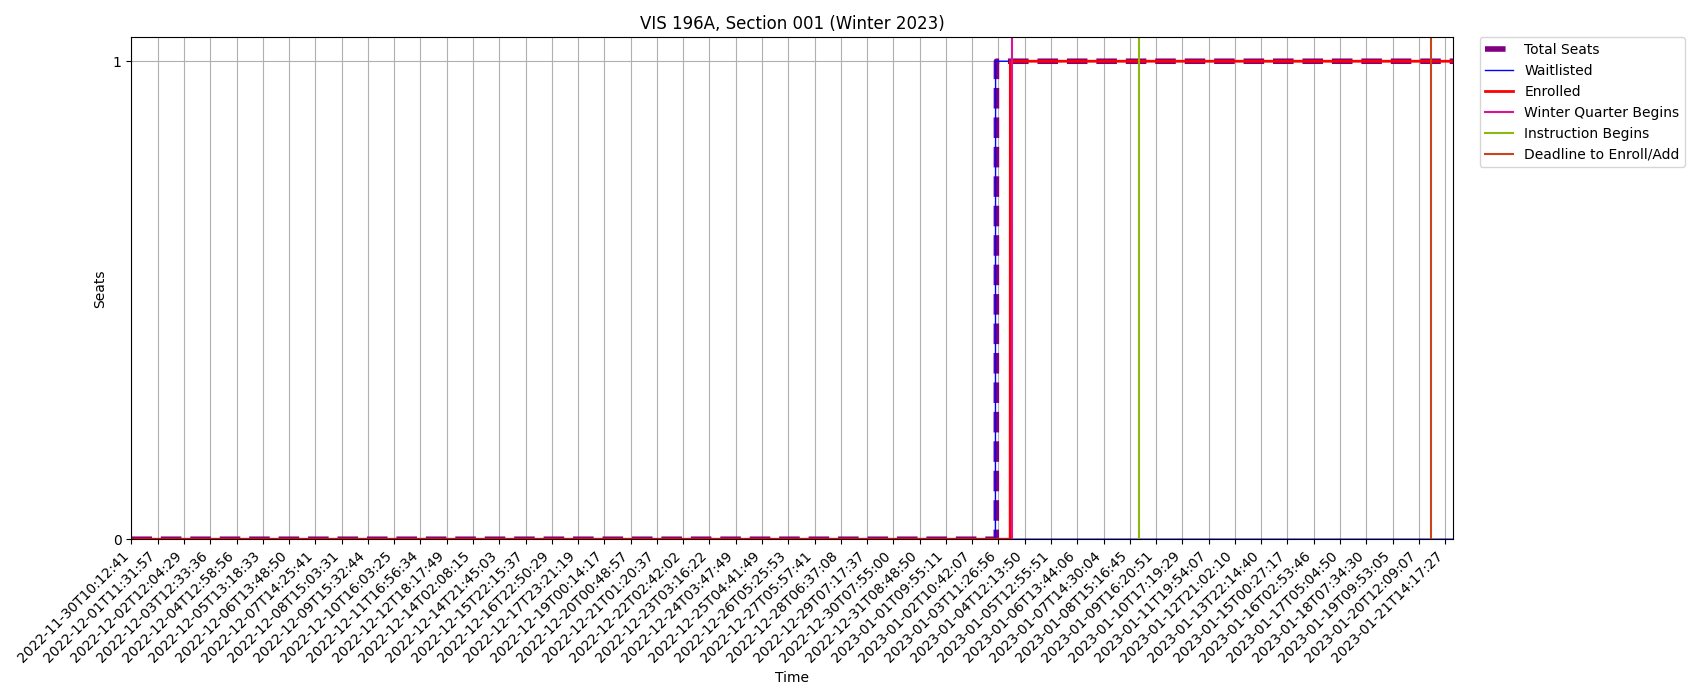 VIS 196A, Section 001 (Winter 2023)
Total Seats
Waitlisted
Enrolled
Winter Quarter Begins
Instruction Begins
Deadline to Enroll/Add
Seats
1
0
2022-11-30T10:12:41
2022-12-01T11:31:57
2022-12-02T12:04:29
2022-12-03T12:33:36
2022-12-04T12:58:56
2022-12-05T13:18:33
2022-12-06T13:48:50
2022-12-07T14:25:41
2022-12-08T15:03:31
2022-12-09T15:32:44
2022-12-10T16:03:25
2022-12-11T16:56:34
2022-12-12T18:17:49
2022-12-14T02:08:15
2022-12-14T21:45:03
2022-12-15T22:15:37
2022-12-16T22:50:29
2022-12-17T23:21:19
2022-12-19T00:14:17
2022-12-20T00:48:57
2022-12-21T01:20:37
2022-12-22T02:42:02
2022-12-23T03:16:22
2022-12-24T03:47:49
2022-12-25T04:41:49
2022-12-26T05:25:53
2022-12-27T05:57:41
2022-12-28T06:37:08
2022-12-29T07:17:37
2022-12-30T07:55:00
2022-12-31T08:48:50
2023-01-01T09:55:11
2023-01-02T10:42:07
2023-01-03T11:26:56
2023-01-04T12:13:50
2023-01-05T12:55:51
2023-01-06T13:44:06
2023-01-07T14:30:04
2023-01-08T15:16:45
2023-01-09T16:20:51
2023-01-10T17:19:29
2023-01-11T19:54:07
2023-01-12T21:02:10
2023-01-13T22:14:40
2023-01-15T00:27:17
2023-01-16T02:53:46
2023-01-17T05:04:50
2023-01-18T07:34:30
2023-01-19T09:53:05
2023-01-20T12:09:07
2023-01-21T14:17:27
Time